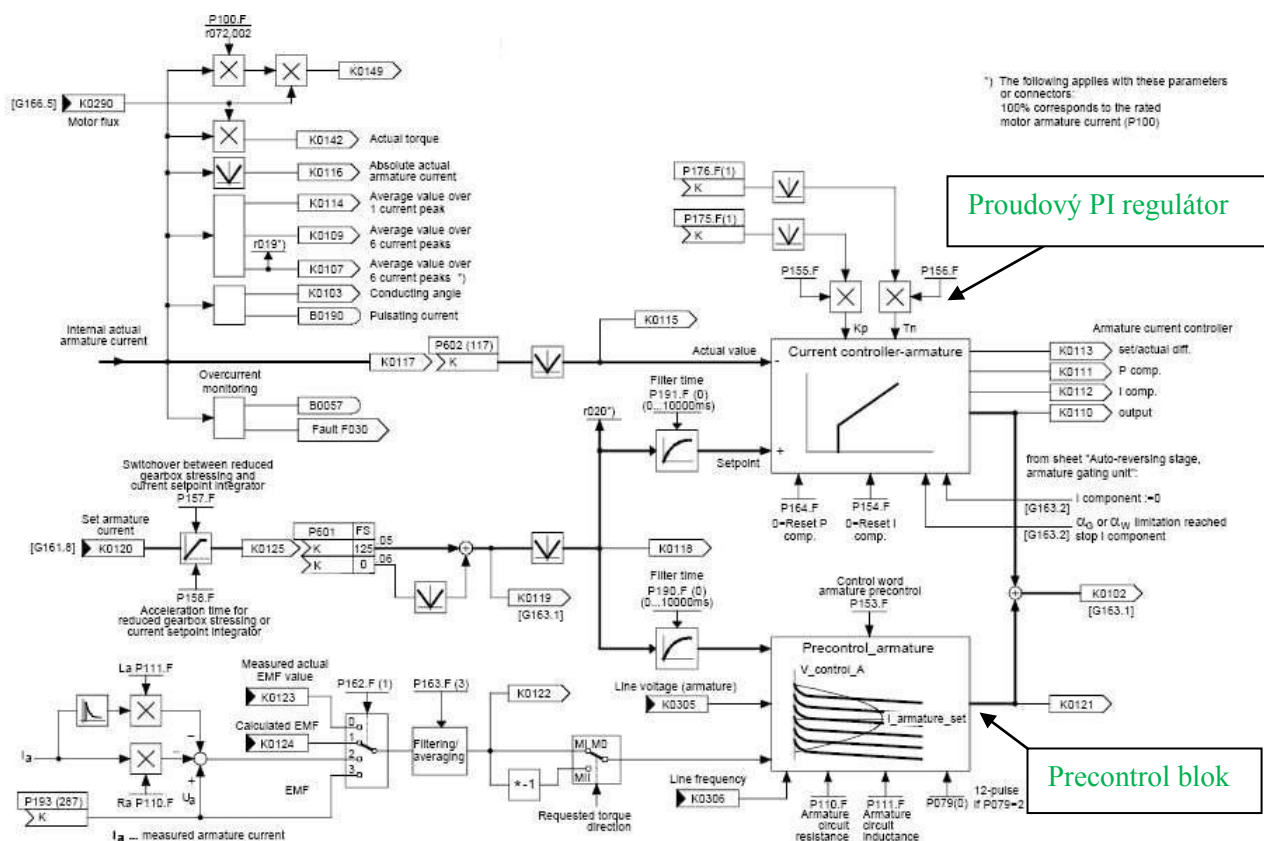 P100.F
r072.002
K0149
[G166.5]
K0290
Motor flux
K0142
Actual torque
K0116
Absolute actual
armature current
K0114
Average value over
1 current peak
K0109
Average value over
6 current peaks
r019*)
K0107
Average value over
6 current peaks *)
K0103
Conducting angle
B0190
Pulsating current
Internal actual
armature current
Overcurrent
monitoring
B0057
Fault F030
K0117
P602 (117)
K
K0115
Actual value
*) The following applies with these parameters
or connectors:
100% corresponds to the rated
motor armature current (P100)
P176.F(1)
K
P175.F(1)
K
Proudový PI regulátor
P155.F
P156.F
Kp
Tn
Current controller-armature
-
+
Armature current controller
K0113
set/actual diff.
K0111
P comp.
K0112
I comp.
K0110
output
Filter time
P191.F (0)
(0...10000ms)
r020*)
Setpoint
P164.F
0=Reset P
comp.
P154.F
0=Reset I
comp.
from sheet "Auto-reversing stage,
armature gating unit":
I component :=0
[G163.2]
αG or αW limitation reached
[G163.2]
stop I component
Switchover between reduced
gearbox stressing and
current setpoint integrator
P157.F
Set armature
current
[G161.8]
K0120
K0125
P601
FS
K
125
.05
K
0
.06
+
P158.F
Acceleration time for
reduced gearbox stressing or
current setpoint integrator
K0119
[G163.1]
K0118
Filter time
P190.F (0)
(0...10000ms)
Control word
armature precontrol
P153.F
+
K0102
[G163.1]
Precontrol_armature
V_control_A
I_armature_set
K0121
Precontrol blok
La P111.F
Measured actual
EMF value
K0123
Calculated EMF
K0124
P162.F (1)
0
1
2
3
P163.F (3)
Filtering/
averaging
K0122
Line voltage (armature)
K0305
Ia
-
-
+
Ra P110.F
Ua
EMF
MI
M0
MII
*-1
Requested torque
direction
Line frequency
K0306
P193 (287)
K
Ia ... measured armature current
P110.F
Armature
circuit
resistance
P111.F
Armature
circuit
inductance
P079(0)
12-pulse
if P079=2